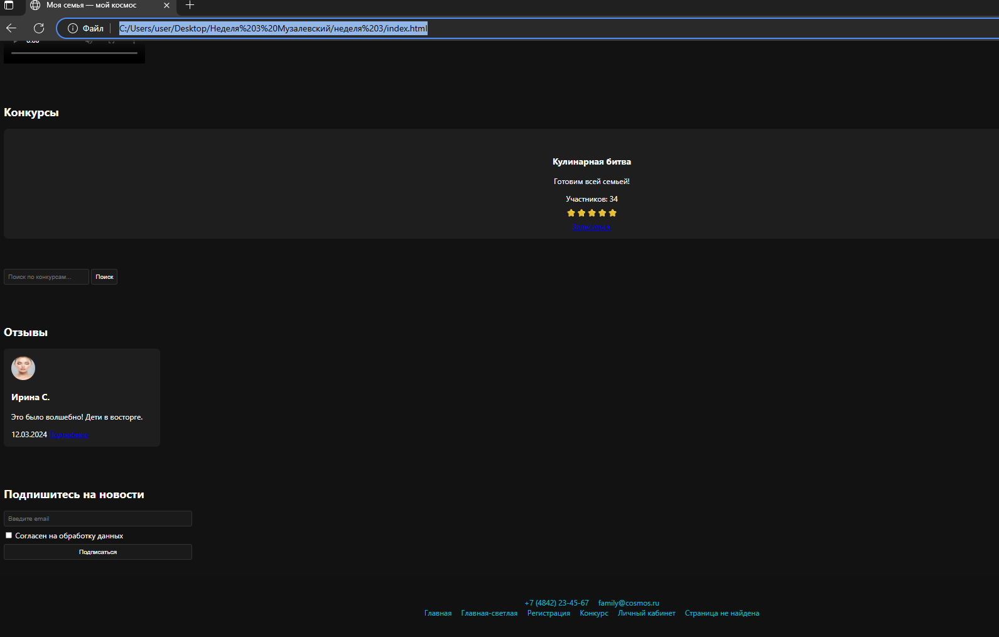 Моя семья — мой космос
Файл C:/Users/user/Desktop/Неделя%203%20Музалевский/неделя%203/index.html
0:00
Конкурсы
Кулинарная битва
Готовим всей семьей!
Участников: 34
Записаться
Поиск по конкурсам... Поиск
Отзывы
Ирина С.
Это было волшебно! Дети в восторге.
12.03.2024 Подробнее
Подпишитесь на новости
Введите email
Согласен на обработку данных
Подписаться
+7 (4842) 23-45-67 family@cosmos.ru
Главная Главная-светлая Регистрация Конкурс Личный кабинет Страница не найдена